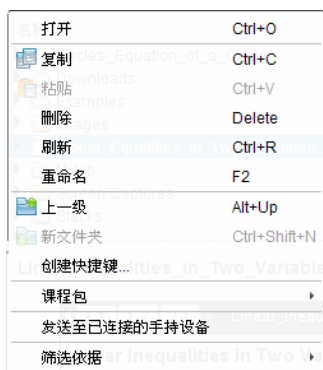 打开 Ctrl+O
复制 Ctrl+C
粘贴 Ctrl+V
删除 Delete
刷新 Ctrl+R
重命名 F2
上一级 Alt+Up
新文件夹 Ctrl+Shift+N
创建快捷键...
课程包
发送至已连接的手持设备
筛选依据